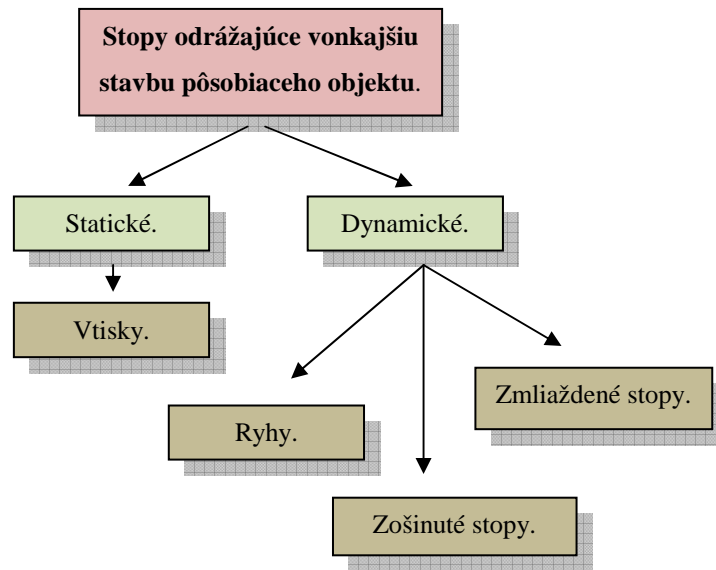 Stopy odrážajúce vonkajšiu
stavbu pôsobiaceho objektu.
Statické.
Dynamické.
Vtisky.
Zmliaždené stopy.
Ryhy.
Zošinuté stopy.